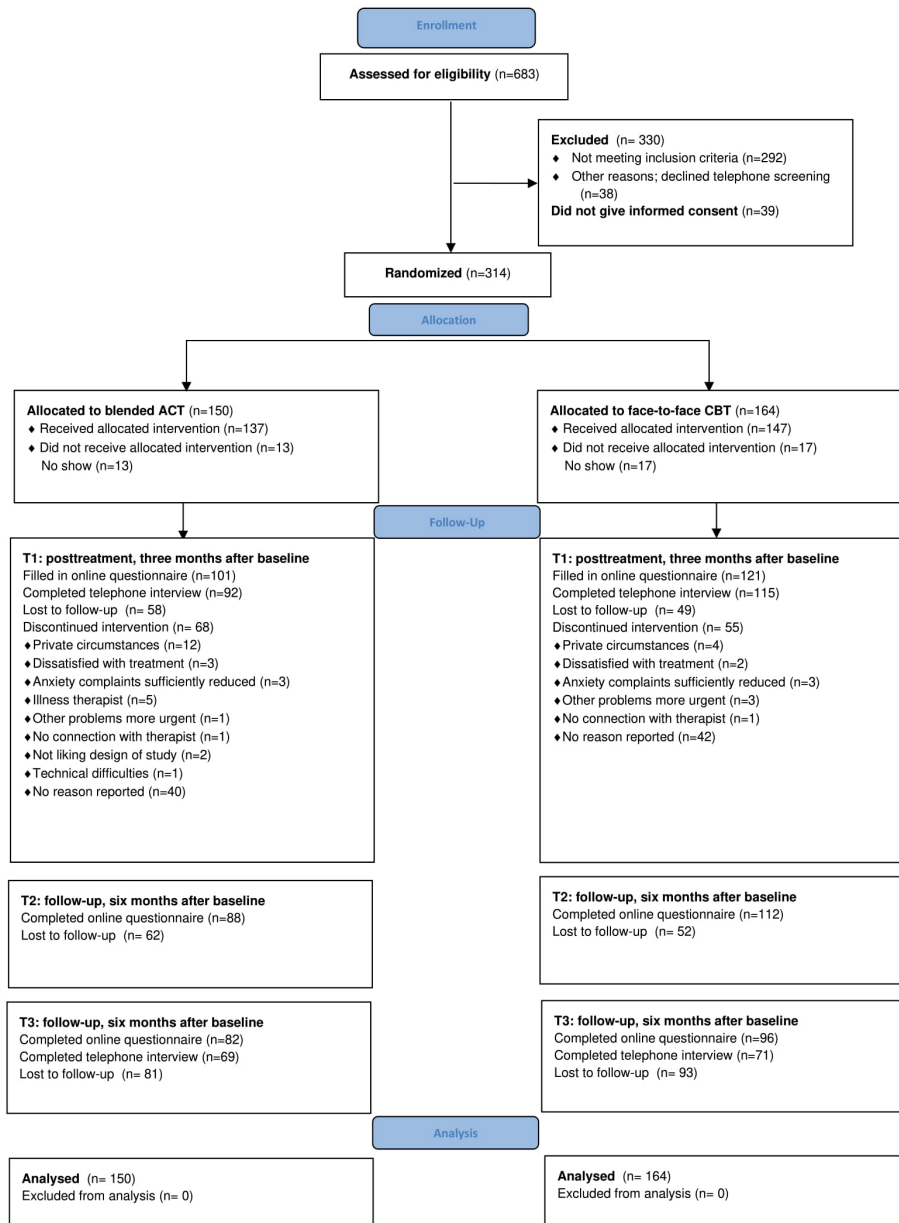 Enrollment
Assessed for eligibility (n=683)
Excluded (n= 330)
♦ Not meeting inclusion criteria (n=292)
♦ Other reasons; declined telephone screening
(n=38)
Did not give informed consent (n=39)
Randomized (n=314)
Allocation
Allocated to blended ACT (n=150)
♦ Received allocated intervention (n=137)
♦ Did not receive allocated intervention (n=13)
No show (n=13)
Allocated to face-to-face CBT (n=164)
♦ Received allocated intervention (n=147)
♦ Did not receive allocated intervention (n=17)
No show (n=17)
Follow-Up
T1: posttreatment, three months after baseline
Filled in online questionnaire (n=101)
Completed telephone interview (n=92)
Lost to follow-up (n= 58)
Discontinued intervention (n= 68)
♦Private circumstances (n=12)
♦Dissatisfied with treatment (n=3)
♦Anxiety complaints sufficiently reduced (n=3)
♦Illness therapist (n=5)
♦Other problems more urgent (n=1)
♦No connection with therapist (n=1)
♦Not liking design of study (n=2)
♦Technical difficulties (n=1)
♦No reason reported (n=40)
T1: posttreatment, three months after baseline
Filled in online questionnaire (n=121)
Completed telephone interview (n=115)
Lost to follow-up (n= 49)
Discontinued intervention (n= 55)
♦Private circumstances (n=4)
♦Dissatisfied with treatment (n=2)
♦Anxiety complaints sufficiently reduced (n=3)
♦Other problems more urgent (n=3)
♦No connection with therapist (n=1)
♦No reason reported (n=42)
T2: follow-up, six months after baseline
Completed online questionnaire (n=88)
Lost to follow-up (n= 62)
T2: follow-up, six months after baseline
Completed online questionnaire (n=112)
Lost to follow-up (n= 52)
T3: follow-up, six months after baseline
Completed online questionnaire (n=82)
Completed telephone interview (n=69)
Lost to follow-up (n= 81)
T3: follow-up, six months after baseline
Completed online questionnaire (n=96)
Completed telephone interview (n=71)
Lost to follow-up (n= 93)
Analysis
Analysed (n= 150)
Excluded from analysis (n= 0)
Analysed (n= 164)
Excluded from analysis (n= 0)